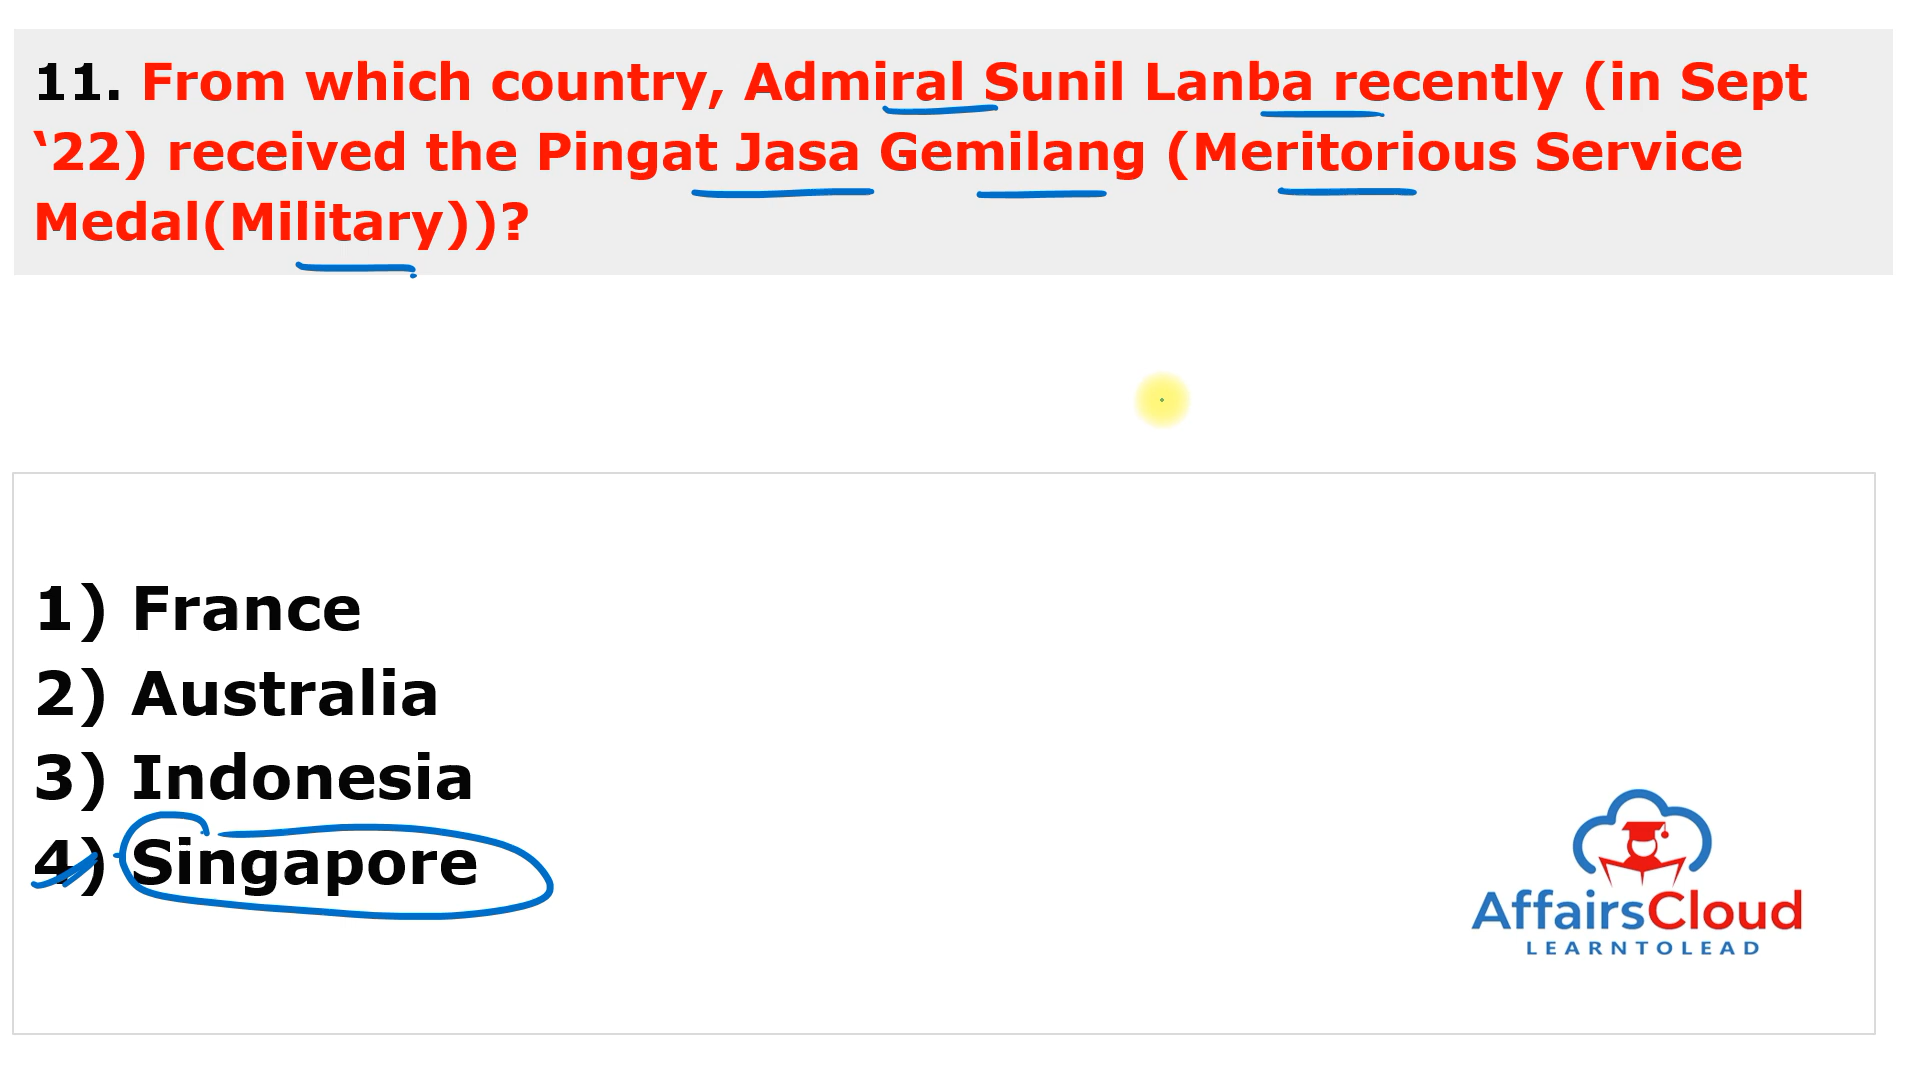 11. From which country, Admiral Sunil Lanba recently (in Sept
‘22) received the Pingat Jasa Gemilang (Meritorious Service
Medal(Military))?
1) France
2) Australia
3) Indonesia
4) Singapore
AffairsCloud
LEARNTOLEAD